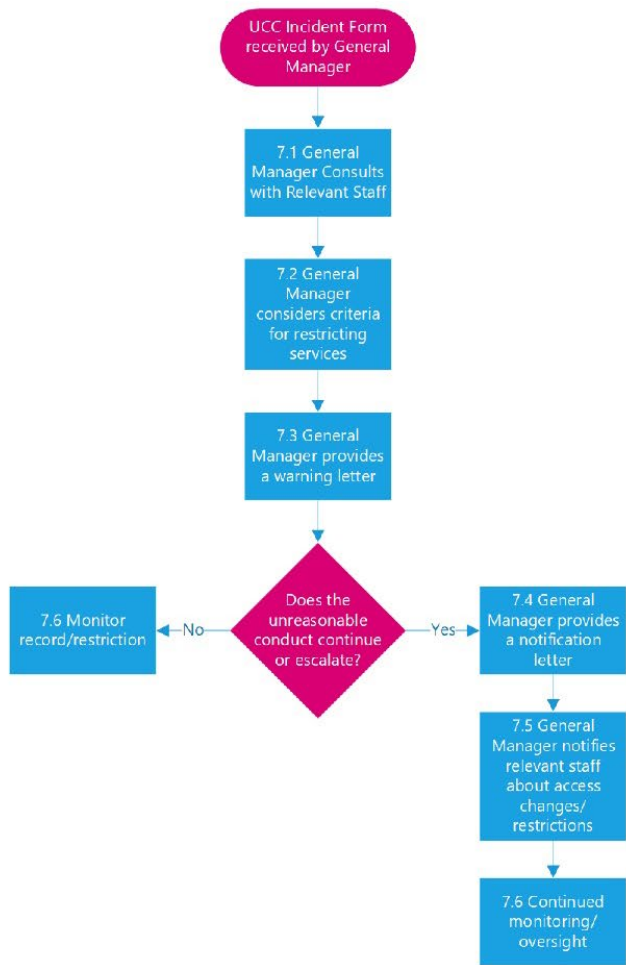 UCC Incident Form
received by General
Manager
7.1 General
Manager Consults
with Relevant Staff
7.2 General
Manager
considers criteria
for restricting
services
7.3 General
Manager provides
a warning letter
Does the
unreasonable
conduct continue
or escalate?
No
7.6 Monitor
record/restriction
Yes
7.4 General
Manager provides
a notification
letter
7.5 General
Manager notifies
relevant staff
about access
changes/
restrictions
7.6 Continued
monitoring/
oversight